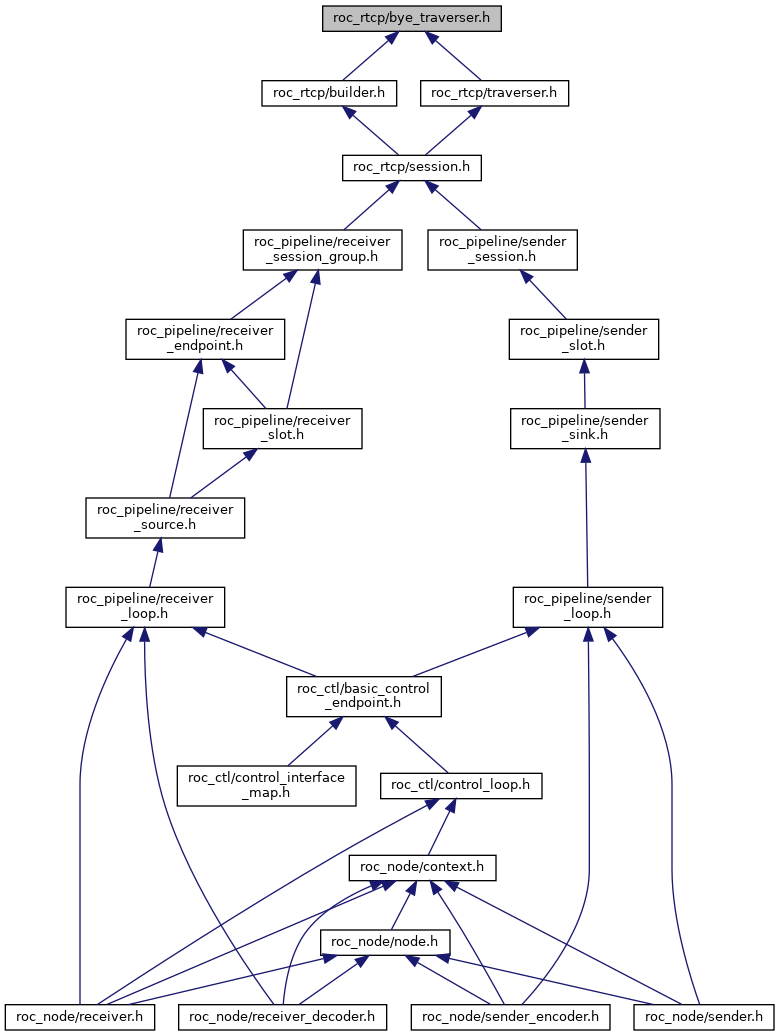 roc_rtcp/bye_traverser.h
roc_rtcp/builder.h
roc_rtcp/traverser.h
roc_rtcp/session.h
roc_pipeline/receiver
_session_group.h
roc_pipeline/sender
_session.h
roc_pipeline/receiver
_endpoint.h
roc_pipeline/sender
_slot.h
roc_pipeline/receiver
_slot.h
roc_pipeline/sender
_sink.h
roc_pipeline/receiver
_source.h
roc_pipeline/receiver
_loop.h
roc_pipeline/sender
_loop.h
roc_ctl/basic_control
_endpoint.h
roc_ctl/control_interface
_map.h
roc_ctl/control_loop.h
roc_node/context.h
roc_node/node.h
roc_node/receiver.h
roc_node/receiver_decoder.h
roc_node/sender_encoder.h
roc_node/sender.h